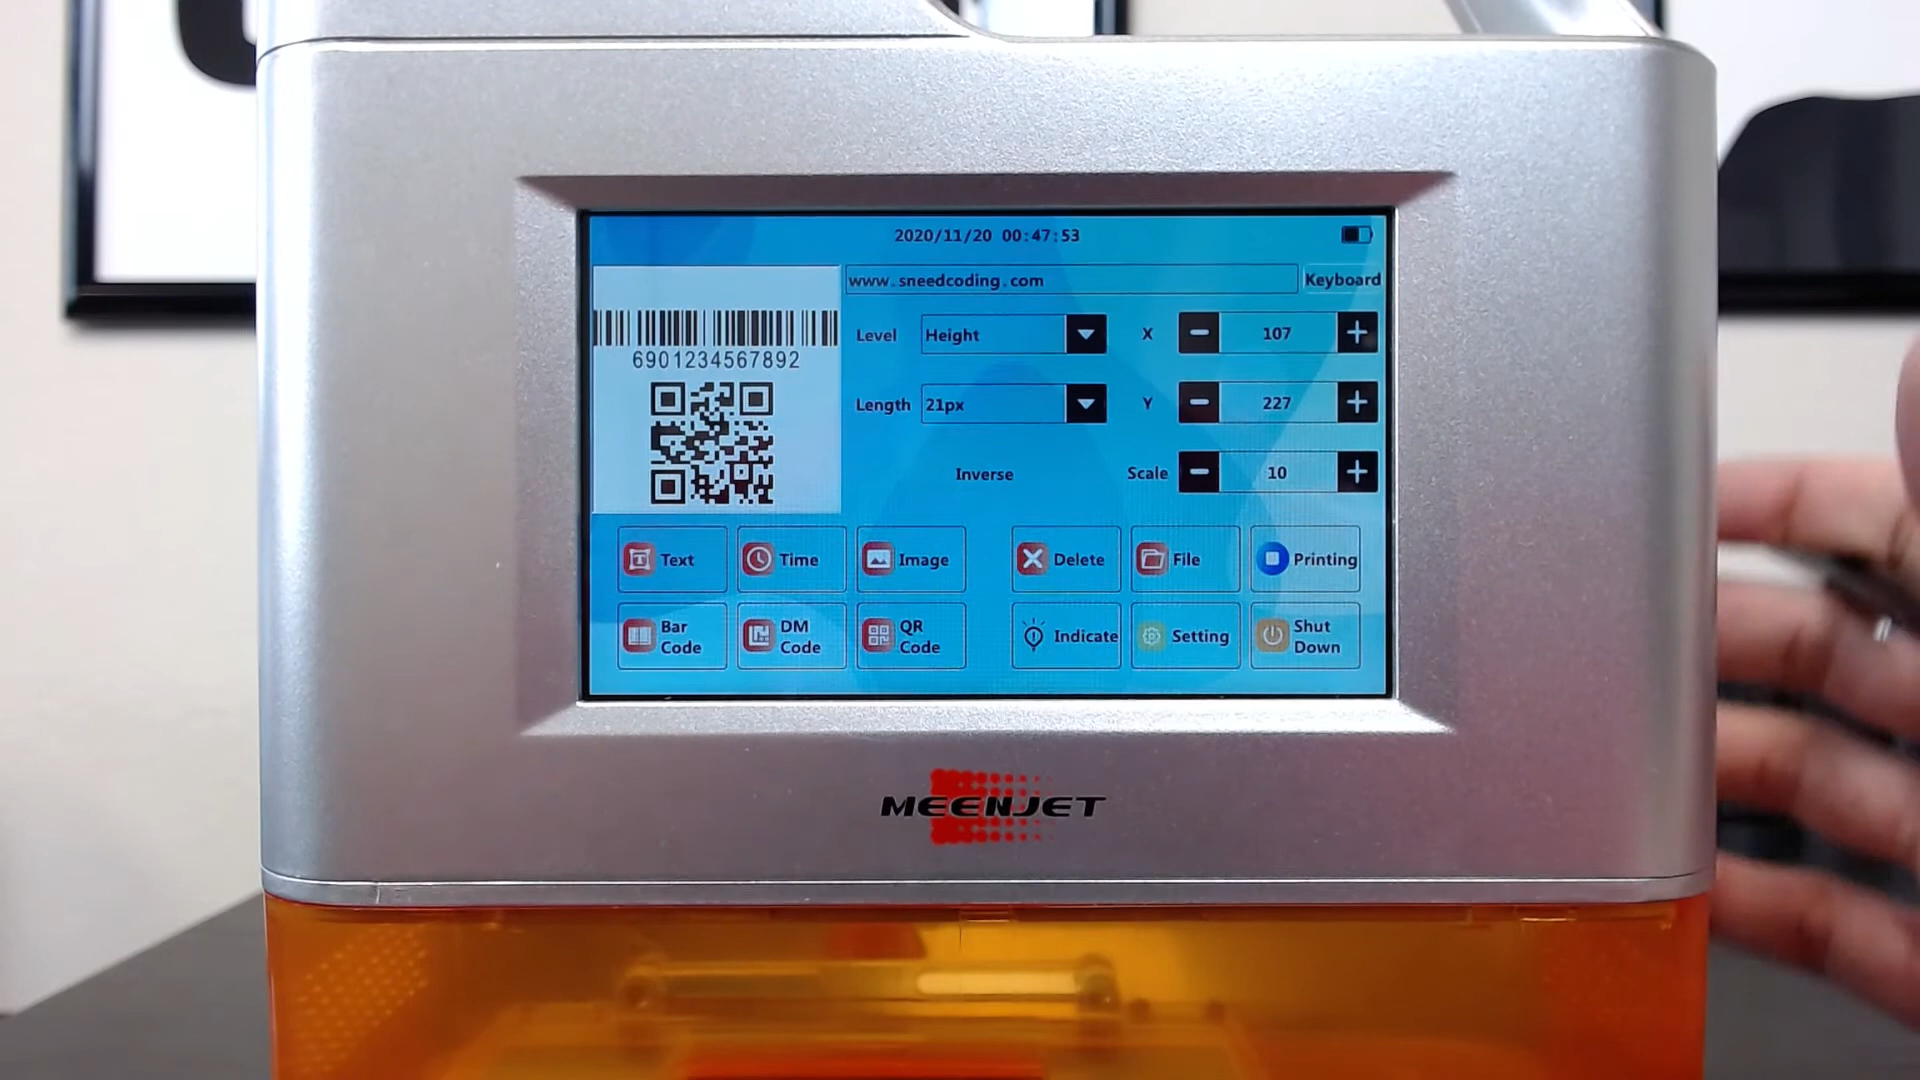 2020/11/20 00:47:53
www.sneedcoding.com
Keyboard
6901234567892
Level
Height
X
107
Length
21px
Y
227
Inverse
Scale
10
Text
Time
Image
Delete
File
Printing
Bar
Code
DM
Code
QR
Code
Indicate
Setting
Shut
Down
MEENJET